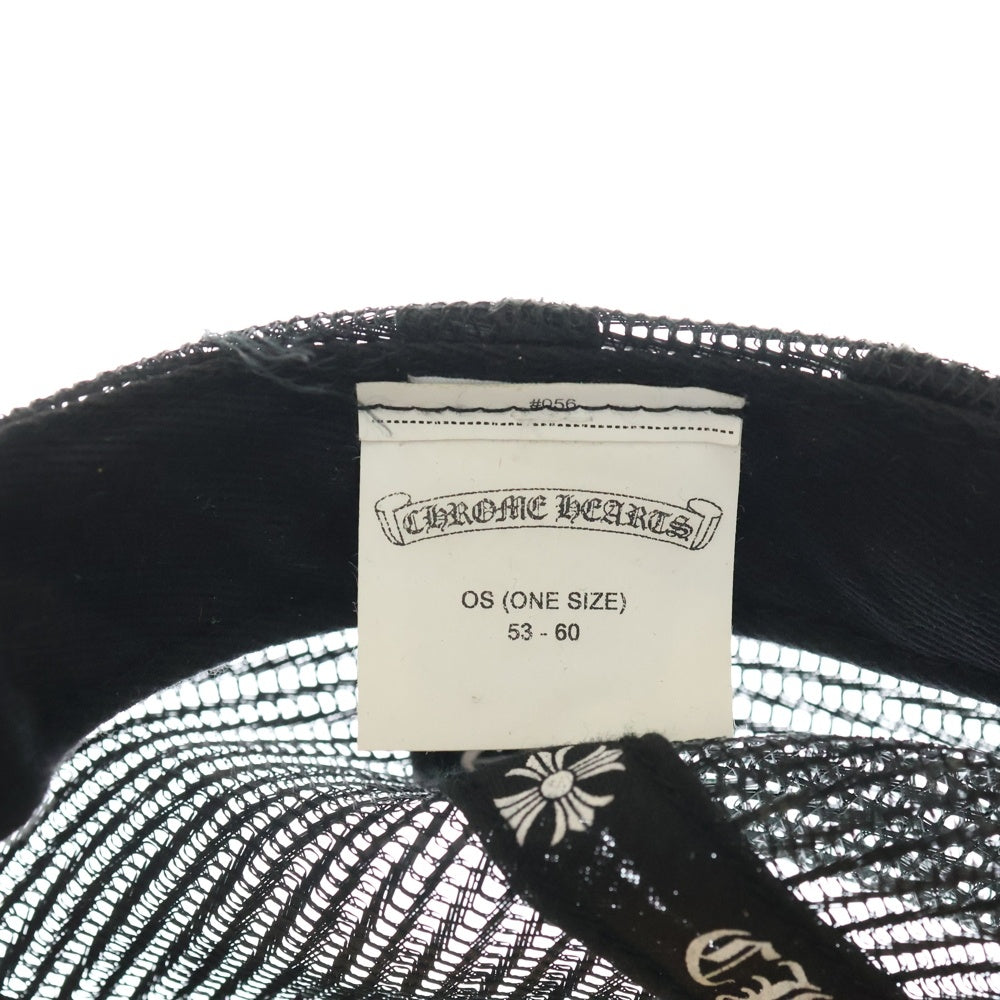 #056
CHROME HEARTS
OS (ONE SIZE)
53 - 60